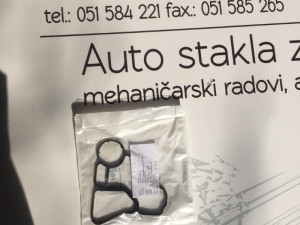 tel.: 051 584 221 fax.: 051 585 265
Auto stakla z
mehaničarski radovi, a